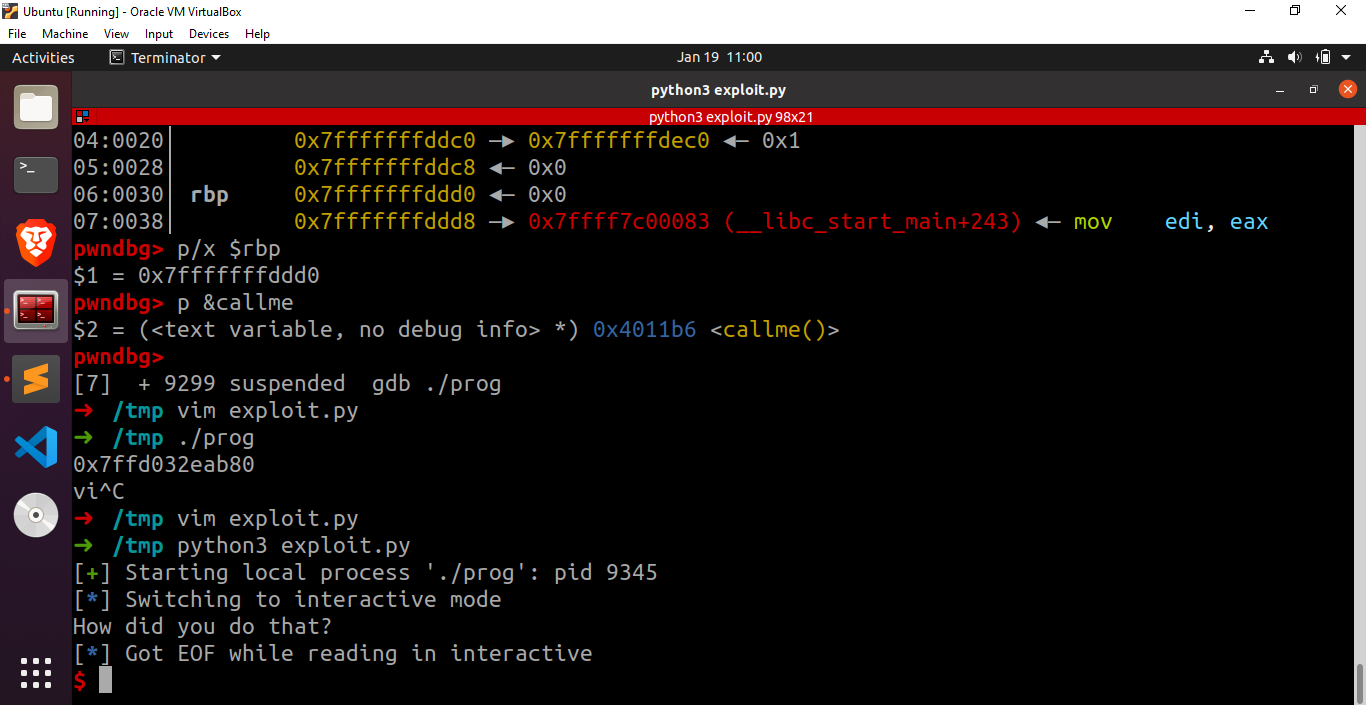 Ubuntu [Running] - Oracle VM VirtualBox
File Machine View Input Devices Help
Activities Terminator Jan 19 11:00
python3 exploit.py
python3 exploit.py 98x21
04:0020│ 0x7fffffffddc0 —▸ 0x7fffffffdec0 ◂— 0x1
05:0028│ 0x7fffffffddc8 ◂— 0x0
06:0030│ rbp 0x7fffffffddd0 ◂— 0x0
07:0038│ 0x7fffffffddd8 —▸ 0x7ffff7c00083 (__libc_start_main+243) ◂— mov edi, eax
pwndbg> p/x $rbp
$1 = 0x7fffffffddd0
pwndbg> p &callme
$2 = (<text variable, no debug info> *) 0x4011b6 <callme()>
pwndbg>
[7] + 9299 suspended gdb ./prog
➜ /tmp vim exploit.py
➜ /tmp ./prog
0x7ffd032eab80
vi^C
➜ /tmp vim exploit.py
➜ /tmp python3 exploit.py
[+] Starting local process './prog': pid 9345
[*] Switching to interactive mode
How did you do that?
[*] Got EOF while reading in interactive
$